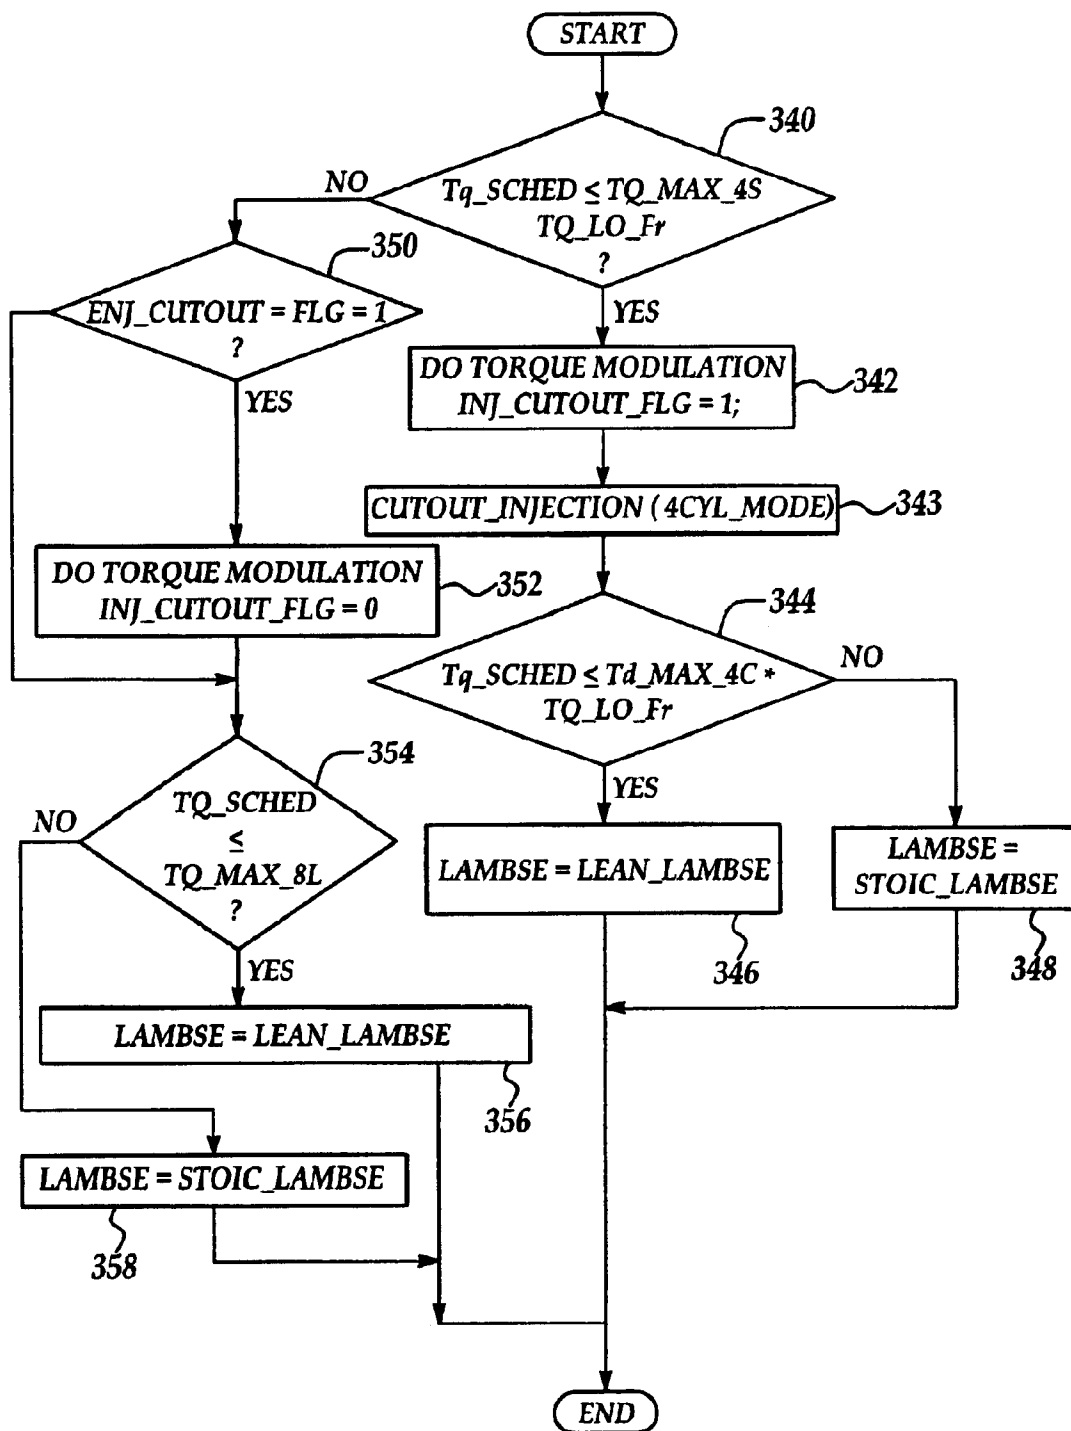 START
340
Tq_SCHED ≤ TQ_MAX_4S
TQ_LO_Fr
?
NO
YES
350
ENJ_CUTOUT = FLG = 1
?
YES
DO TORQUE MODULATION
INJ_CUTOUT_FLG = 1;
342
CUTOUT_INJECTION ( 4CYL_MODE)
343
DO TORQUE MODULATION
INJ_CUTOUT_FLG = 0
352
344
Tq_SCHED ≤ Td_MAX_4C *
TQ_LO_Fr
NO
YES
354
TQ_SCHED
≤
TQ_MAX_8L
?
NO
YES
LAMBSE = LEAN_LAMBSE
346
LAMBSE =
STOIC_LAMBSE
348
LAMBSE = LEAN_LAMBSE
356
LAMBSE = STOIC_LAMBSE
358
END